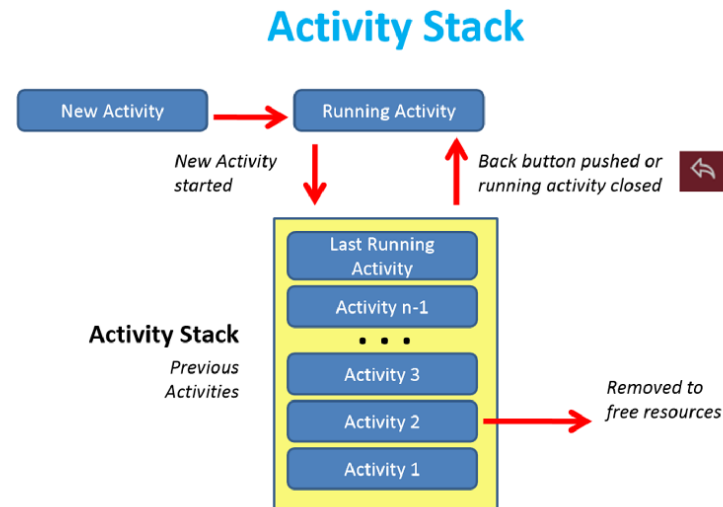 Activity Stack
New Activity
Running Activity
New Activity
started
Back button pushed or
running activity closed
Last Running
Activity
Activity n-1
. . .
Activity Stack
Previous
Activities
Activity 3
Activity 2
Removed to
free resources
Activity 1